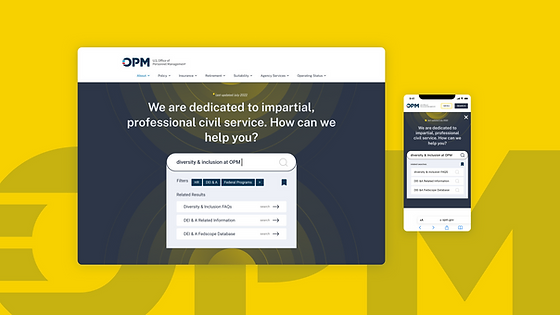 OPM
U.S. Office of
Personnel Management
About
Policy
Insurance
Retirement
Suitability
Agency Services
Operating Status
Last updated July 2022
We are dedicated to impartial,
professional civil service. How can we
help you?
diversity & inclusion at OPM
Filters
HR
DEI & A
Federal Programs
+
Related Results
Diversity & Inclusion FAQs
search
DEI & A Related Information
search
DEI & A Fedscope Database
search
OPM
We are dedicated to impartial,
professional civil service. How
can we help you?
diversity & inclusion at OPM
Diversity & Inclusion FAQs
DEI &A Related Information
DEI &A Fedscope Database
AA
opm.gov
OPM